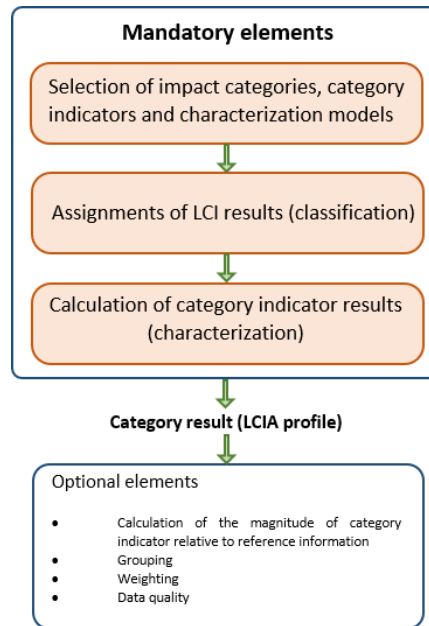 Mandatory elements
Selection of impact categories, category
indicators and characterization models
Assignments of LCI results (classification)
Calculation of category indicator results
(characterization)
Category result (LCIA profile)
Optional elements
• Calculation of the magnitude of category
indicator relative to reference information
• Grouping
• Weighting
• Data quality